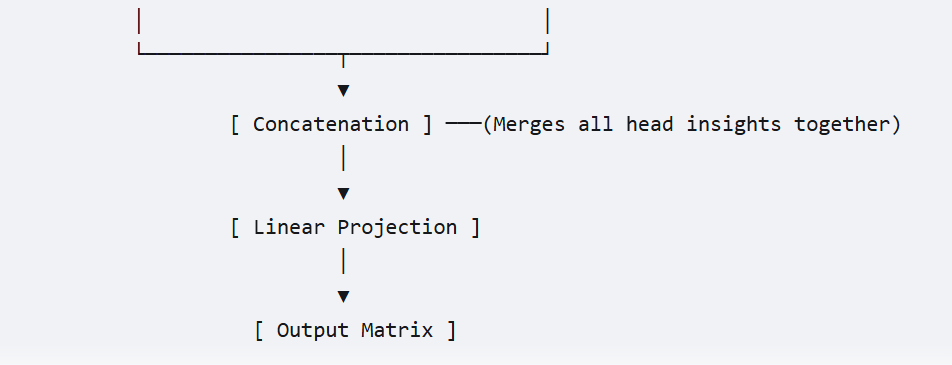 [ Concatenation ] ───(Merges all head insights together)
[ Linear Projection ]
[ Output Matrix ]